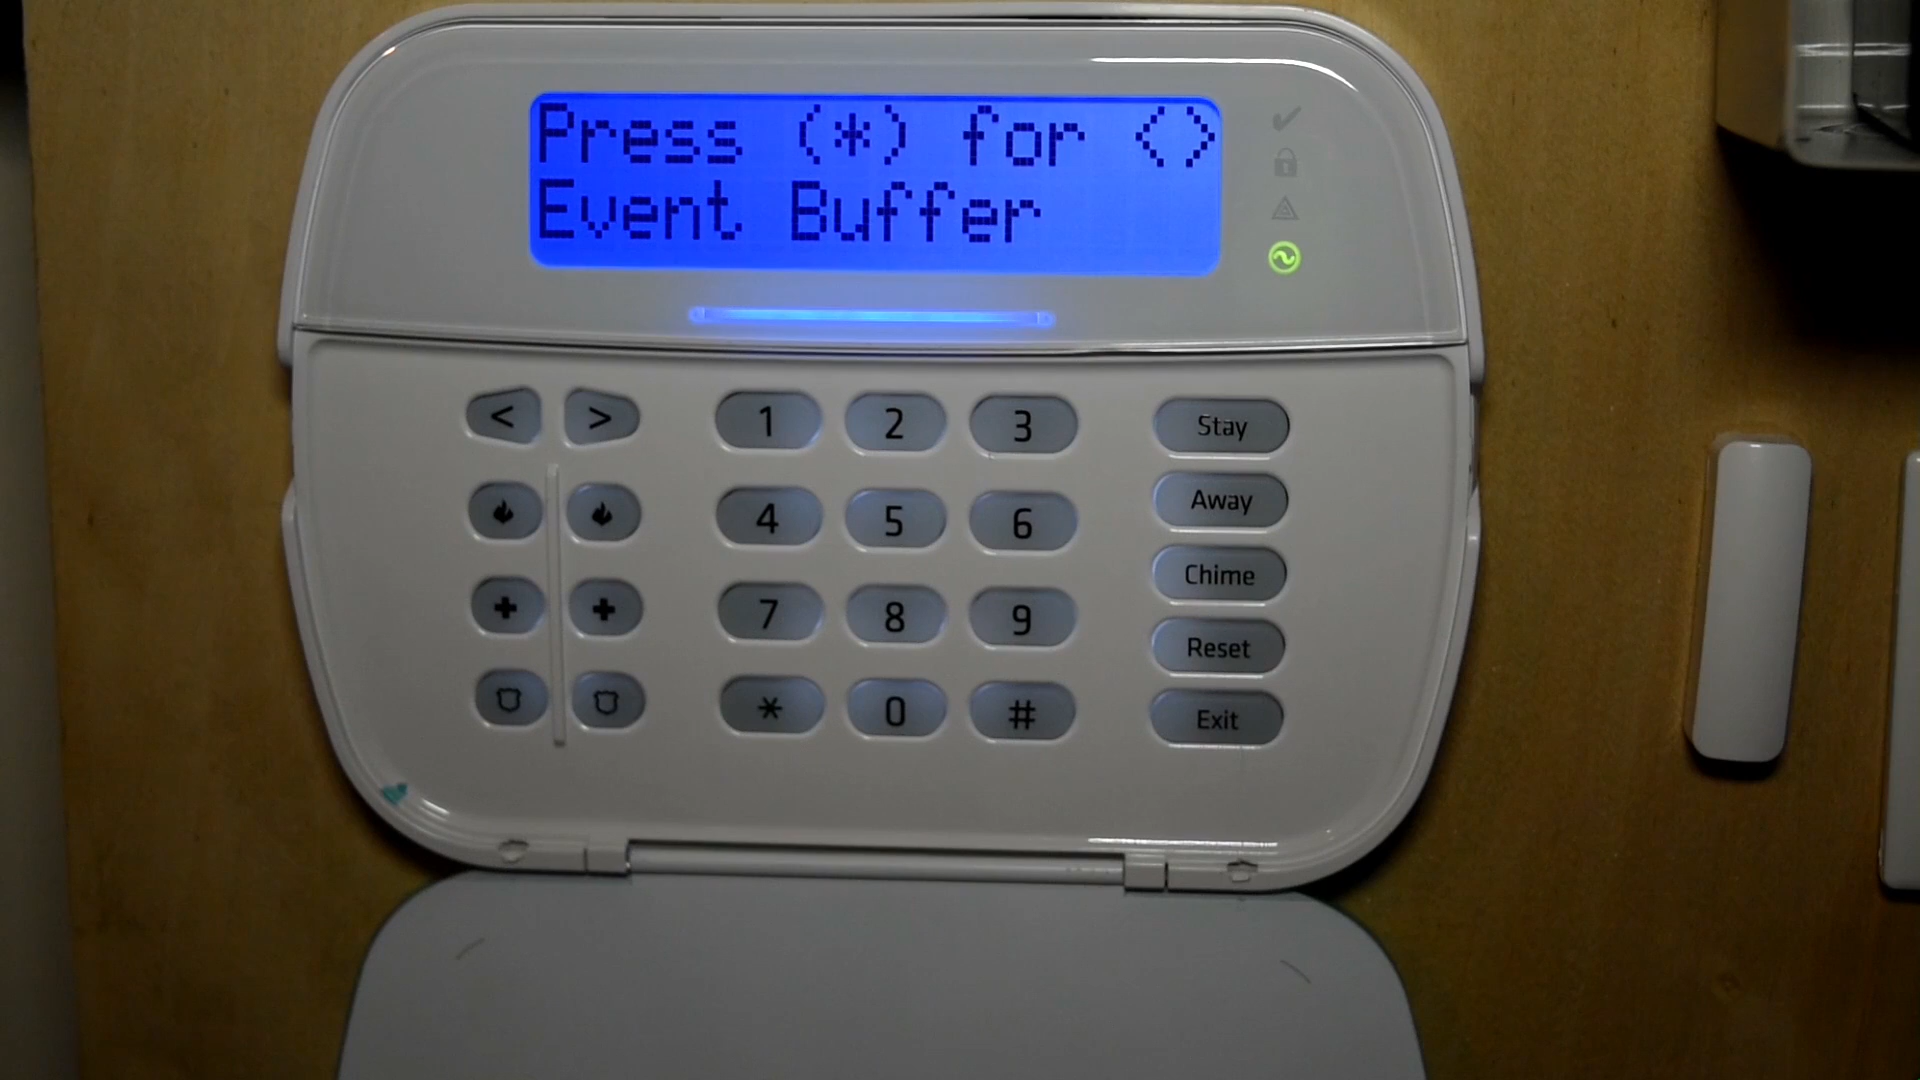 Press (*) for <>
Event Buffer
< >
1 2 3
Stay
4 5 6
Away
Chime
7 8 9
Reset
* 0 #
Exit